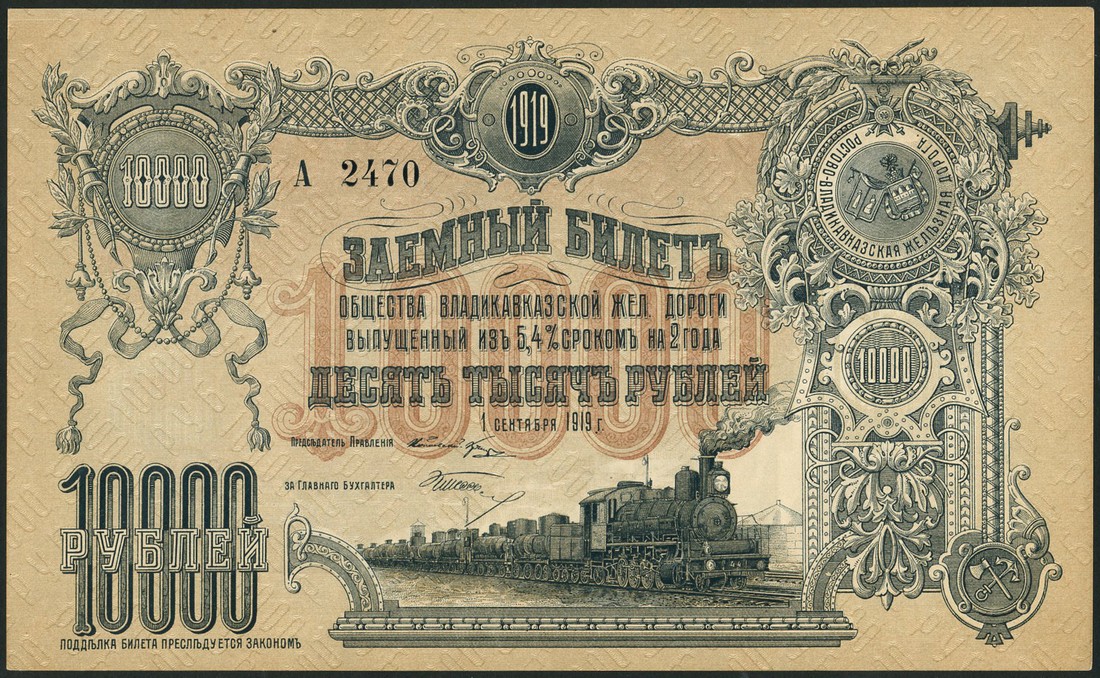 1919
10000
А 2470
РОСТОВО-ВЛАДИКАВКАЗСКАЯ ЖЕЛѢЗНАЯ ДОРОГА
ЗАЕМНЫЙ БИЛЕТЪ
ОБЩЕСТВА ВЛАДИКАВКАЗСКОЙ ЖЕЛ. ДОРОГИ
ВЫПУЩЕННЫЙ ИЗЪ 5,4% СРОКОМЪ НА 2 ГОДА
10000
10000
ДЕСЯТЬ ТЫСЯЧЪ РУБЛЕЙ
1 СЕНТЯБРЯ 1919 г.
ПРЕДСѢДАТЕЛЬ ПРАВЛЕНІЯ
ЗА ГЛАВНАГО БУХГАЛТЕРА
10000
РУБЛЕЙ
ПОДДѢЛКА БИЛЕТА ПРЕСЛѢДУЕТСЯ ЗАКОНОМЪ